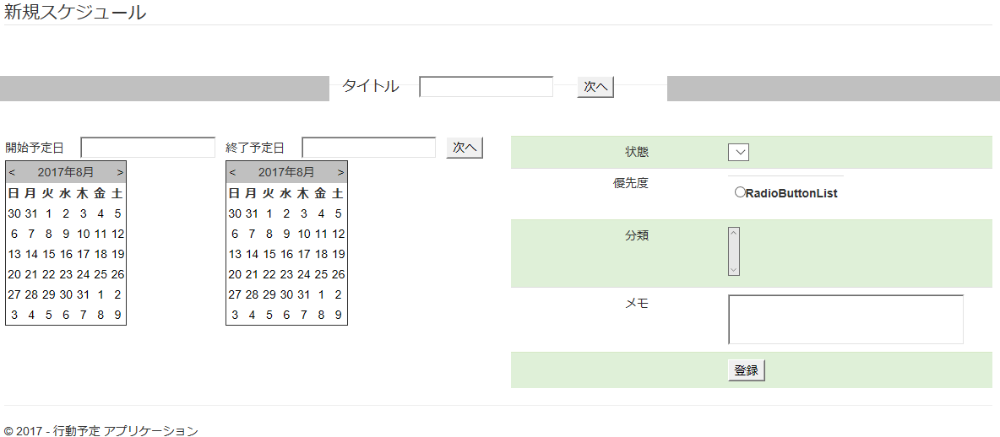 新規スケジュール
タイトル 次へ
開始予定日 終了予定日 次へ
< 2017年8月 >
日 月 火 水 木 金 土
30 31 1 2 3 4 5
6 7 8 9 10 11 12
13 14 15 16 17 18 19
20 21 22 23 24 25 26
27 28 29 30 31 1 2
3 4 5 6 7 8 9
< 2017年8月 >
日 月 火 水 木 金 土
30 31 1 2 3 4 5
6 7 8 9 10 11 12
13 14 15 16 17 18 19
20 21 22 23 24 25 26
27 28 29 30 31 1 2
3 4 5 6 7 8 9
状態
優先度
RadioButtonList
分類
メモ
登録
© 2017 - 行動予定 アプリケーション